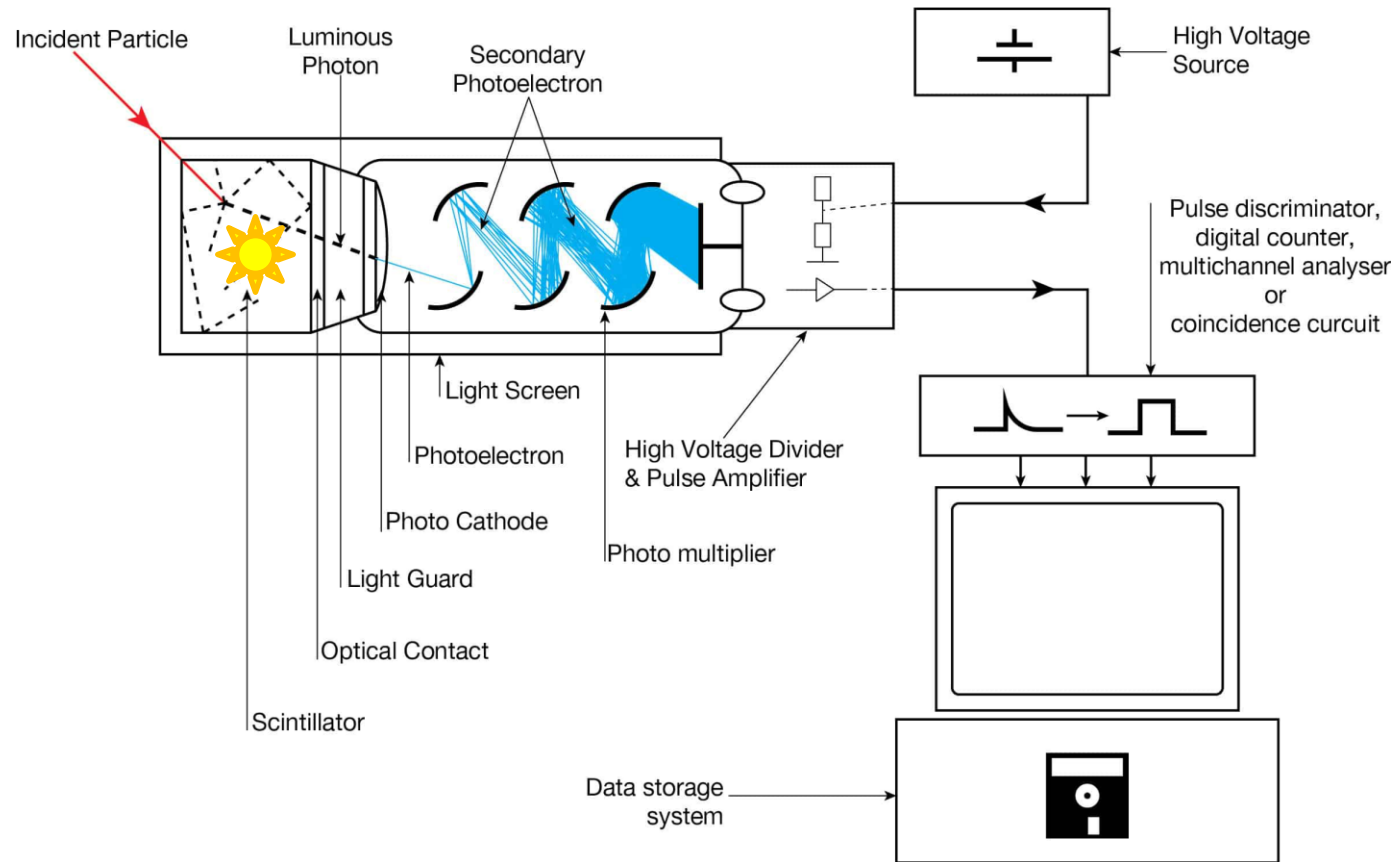 Incident Particle
Luminous
Photon
Secondary
Photoelectron
High Voltage
Source
Pulse discriminator,
digital counter,
multichannel analyser
or
coincidence curcuit
Light Screen
Photoelectron
High Voltage Divider
& Pulse Amplifier
Photo Cathode
Photo multiplier
Light Guard
Optical Contact
Scintillator
Data storage
system